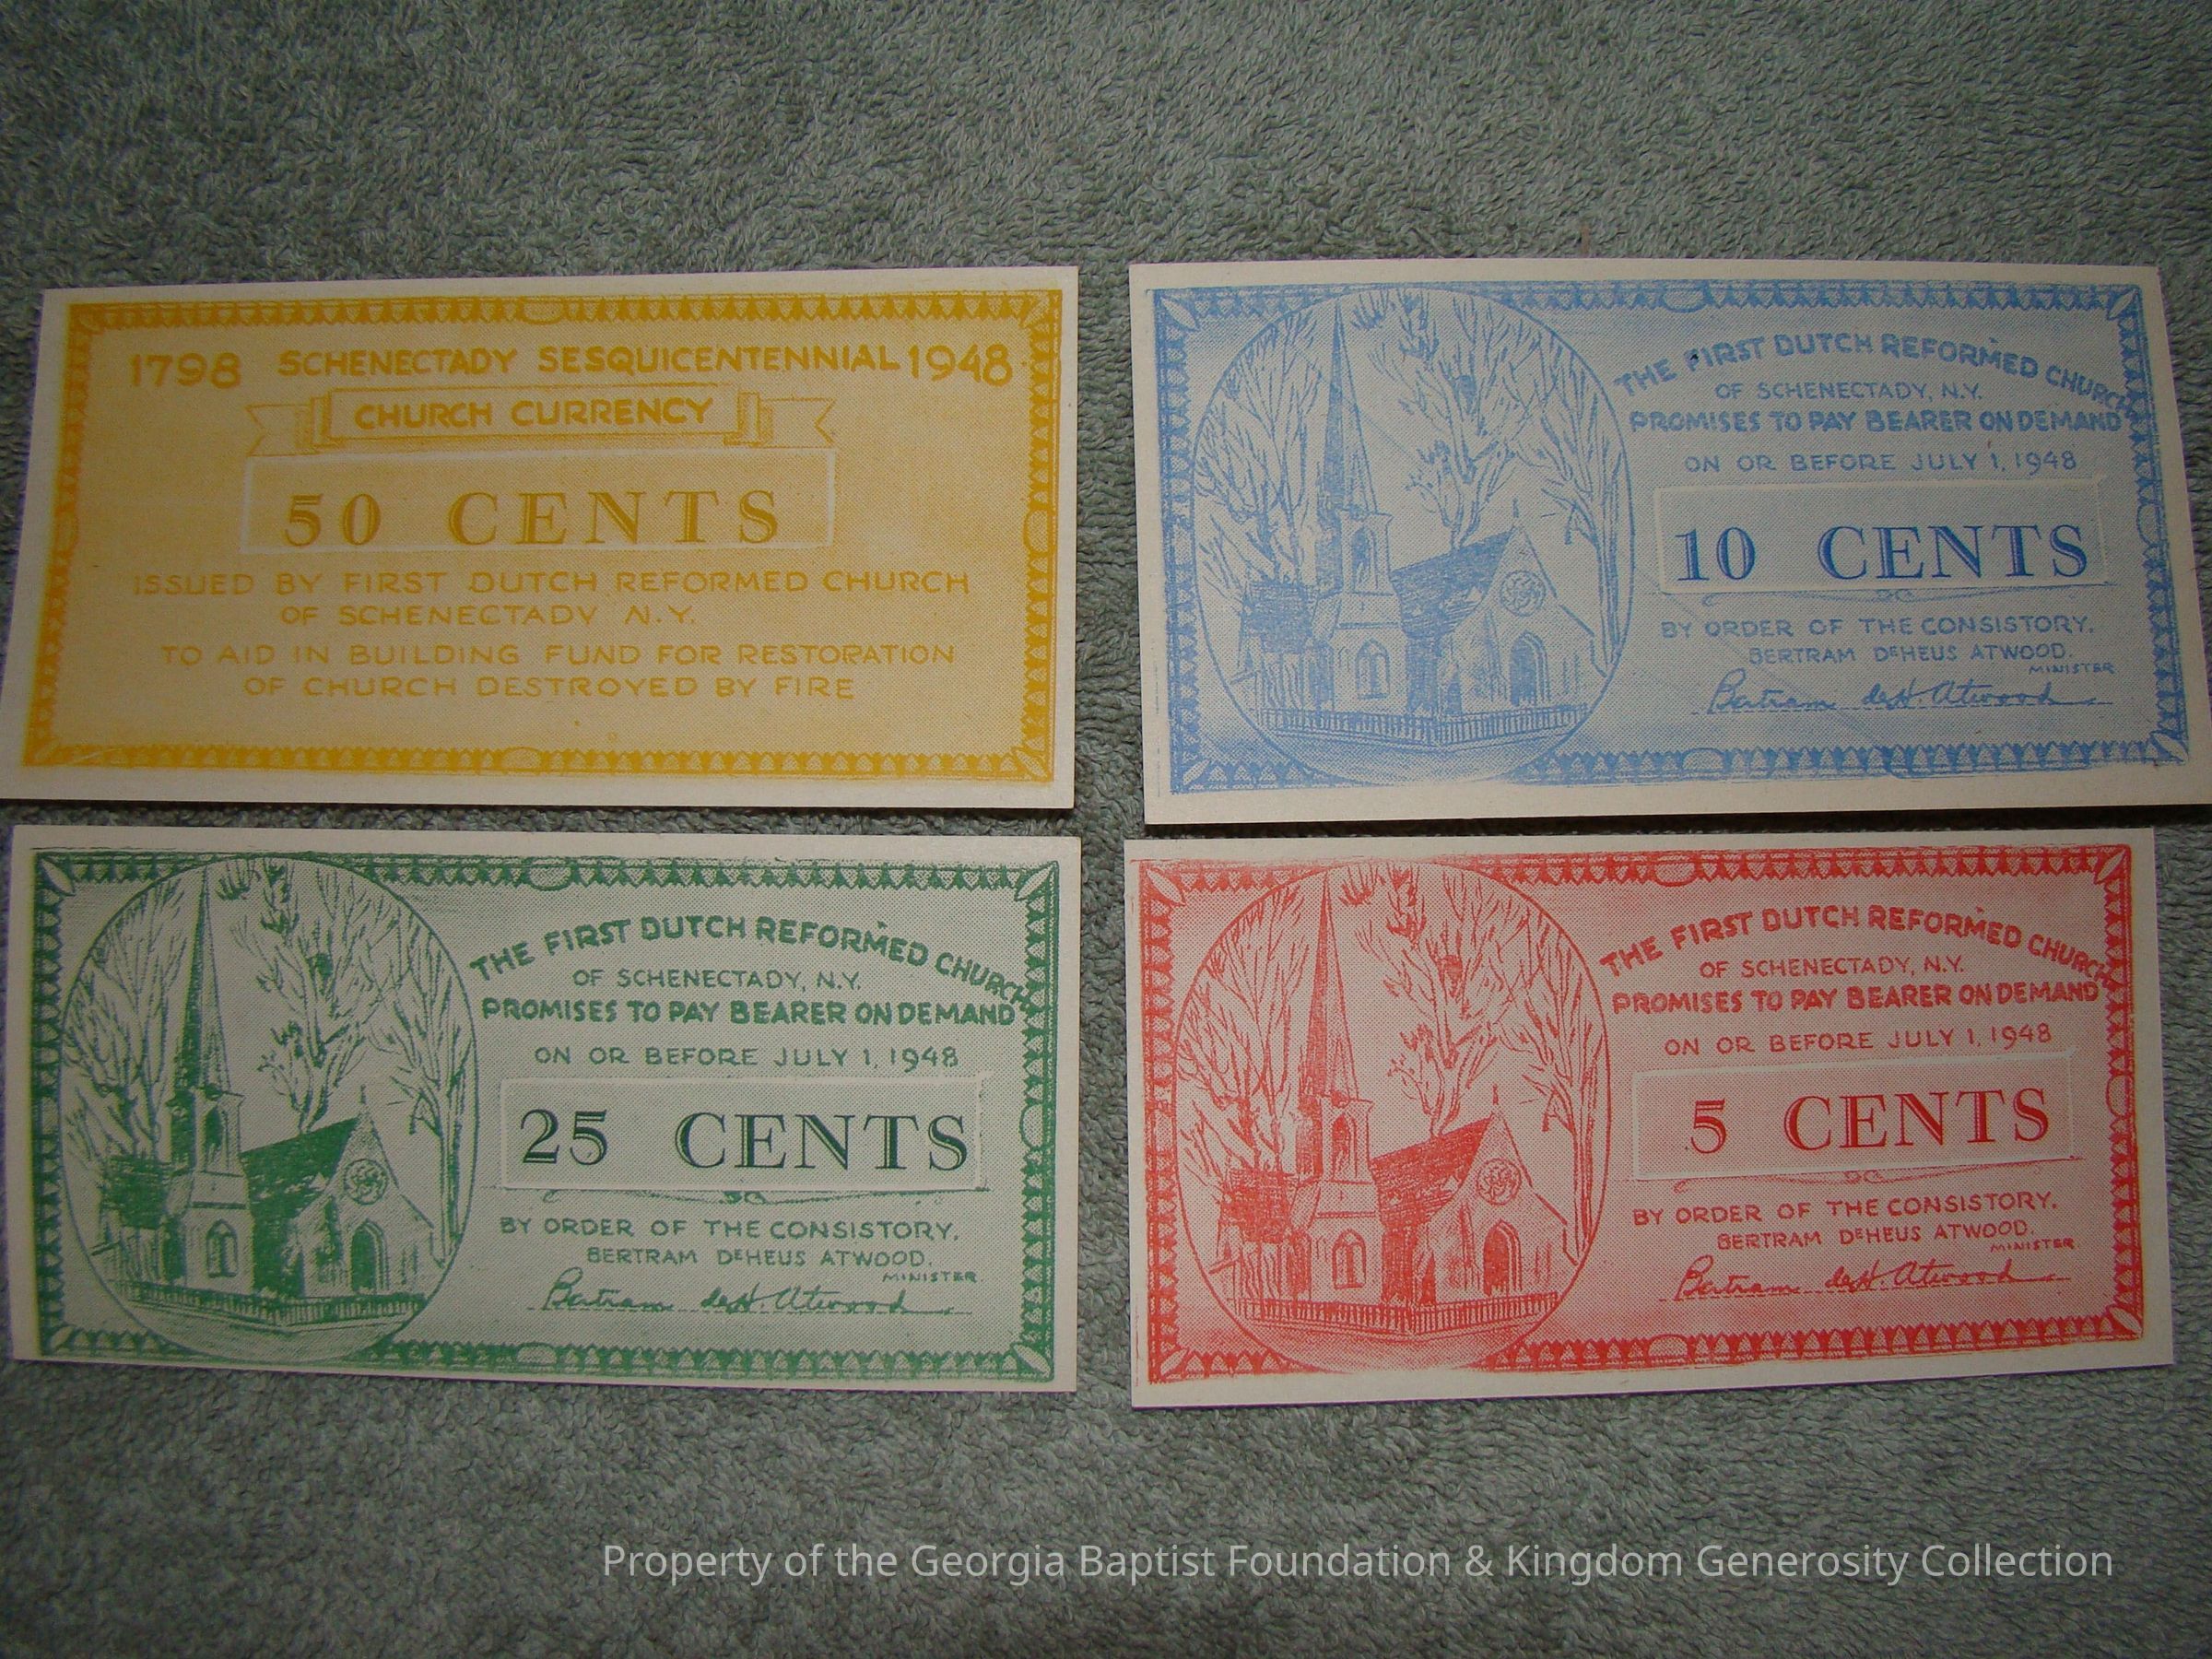 1798 SCHENECTADY SESQUICENTENNIAL 1948
CHURCH CURRENCY
50 CENTS
ISSUED BY FIRST DUTCH REFORMED CHURCH
OF SCHENECTADY N.Y.
TO AID IN BUILDING FUND FOR RESTORATION
OF CHURCH DESTROYED BY FIRE
THE FIRST DUTCH REFORMED CHURCH
OF SCHENECTADY, N.Y.
PROMISES TO PAY BEARER ON DEMAND
ON OR BEFORE JULY 1, 1948
10 CENTS
BY ORDER OF THE CONSISTORY.
BERTRAM DEHEUS ATWOOD.
MINISTER
Bertram deH. Atwood
THE FIRST DUTCH REFORMED CHURCH
OF SCHENECTADY, N.Y.
PROMISES TO PAY BEARER ON DEMAND
ON OR BEFORE JULY 1, 1948
25 CENTS
BY ORDER OF THE CONSISTORY.
BERTRAM DEHEUS ATWOOD.
MINISTER.
Bertram deH. Atwood
THE FIRST DUTCH REFORMED CHURCH
OF SCHENECTADY, N.Y.
PROMISES TO PAY BEARER ON DEMAND
ON OR BEFORE JULY 1, 1948
5 CENTS
BY ORDER OF THE CONSISTORY.
BERTRAM DEHEUS ATWOOD.
MINISTER.
Bertram deH. Atwood
Property of the Georgia Baptist Foundation & Kingdom Generosity Collection